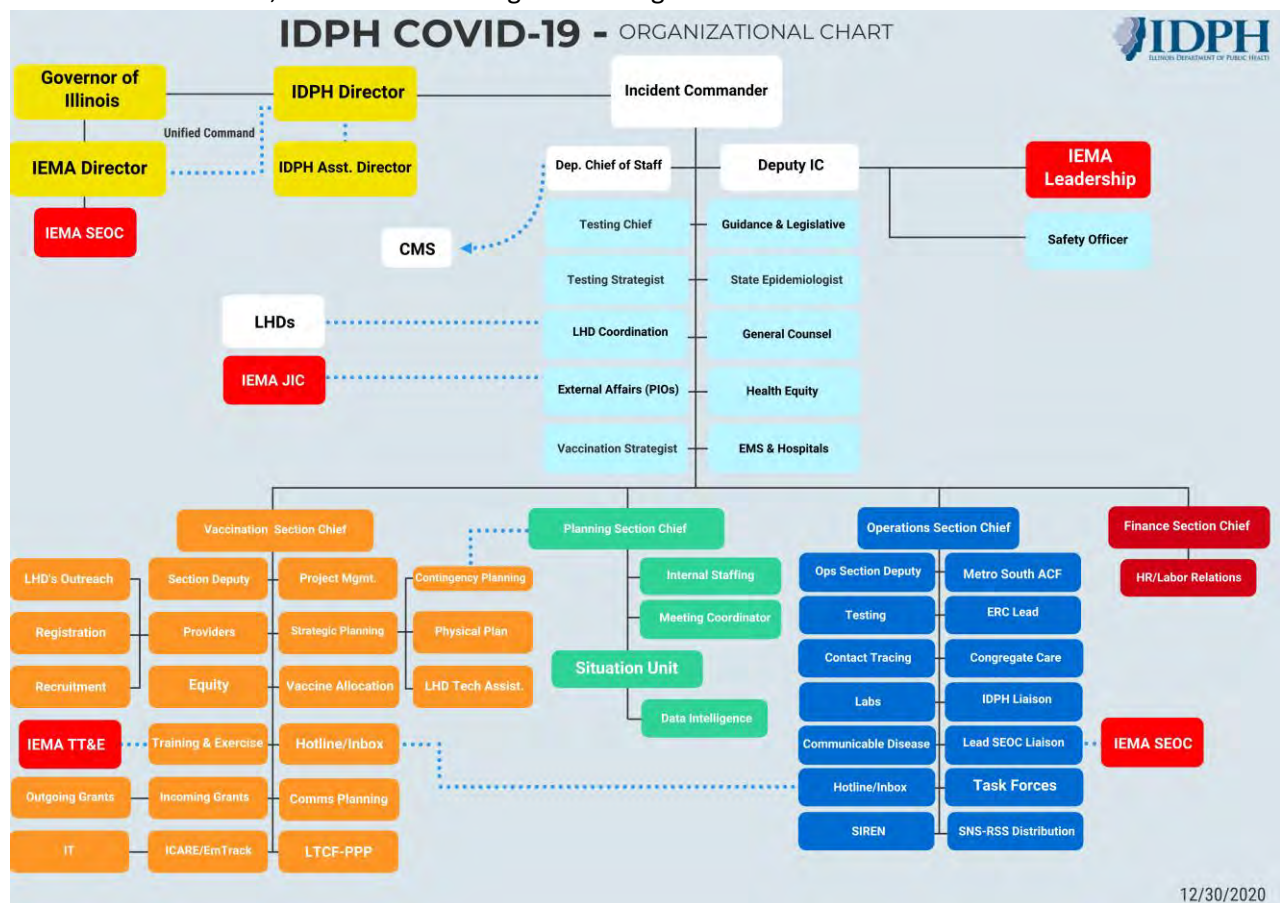 IDPH COVID-19 - ORGANIZATIONAL CHART
IDPH
ILLINOIS DEPARTMENT OF PUBLIC HEALTH
Governor of
Illinois
IDPH Director
Incident Commander
Unified Command
IEMA Director
IDPH Asst. Director
Dep. Chief of Staff
Deputy IC
IEMA
Leadership
IEMA SEOC
CMS
Testing Chief
Guidance & Legislative
Safety Officer
Testing Strategist
State Epidemiologist
LHDs
LHD Coordination
General Counsel
IEMA JIC
External Affairs (PIOs)
Health Equity
Vaccination Strategist
EMS & Hospitals
Vaccination Section Chief
Planning Section Chief
Operations Section Chief
Finance Section Chief
LHD's Outreach
Section Deputy
Project Mgmt.
Contingency Planning
Internal Staffing
Ops Section Deputy
Metro South ACF
HR/Labor Relations
Registration
Providers
Strategic Planning
Physical Plan
Meeting Coordinator
Testing
ERC Lead
Recruitment
Equity
Vaccine Allocation
LHD Tech Assist.
Situation Unit
Contact Tracing
Congregate Care
Data Intelligence
Labs
IDPH Liaison
IEMA TT&E
Training & Exercise
Hotline/Inbox
Communicable Disease
Lead SEOC Liaison
IEMA SEOC
Outgoing Grants
Incoming Grants
Comms Planning
Hotline/Inbox
Task Forces
IT
ICARE/EmTrack
LTCF-PPP
SIREN
SNS-RSS Distribution
12/30/2020